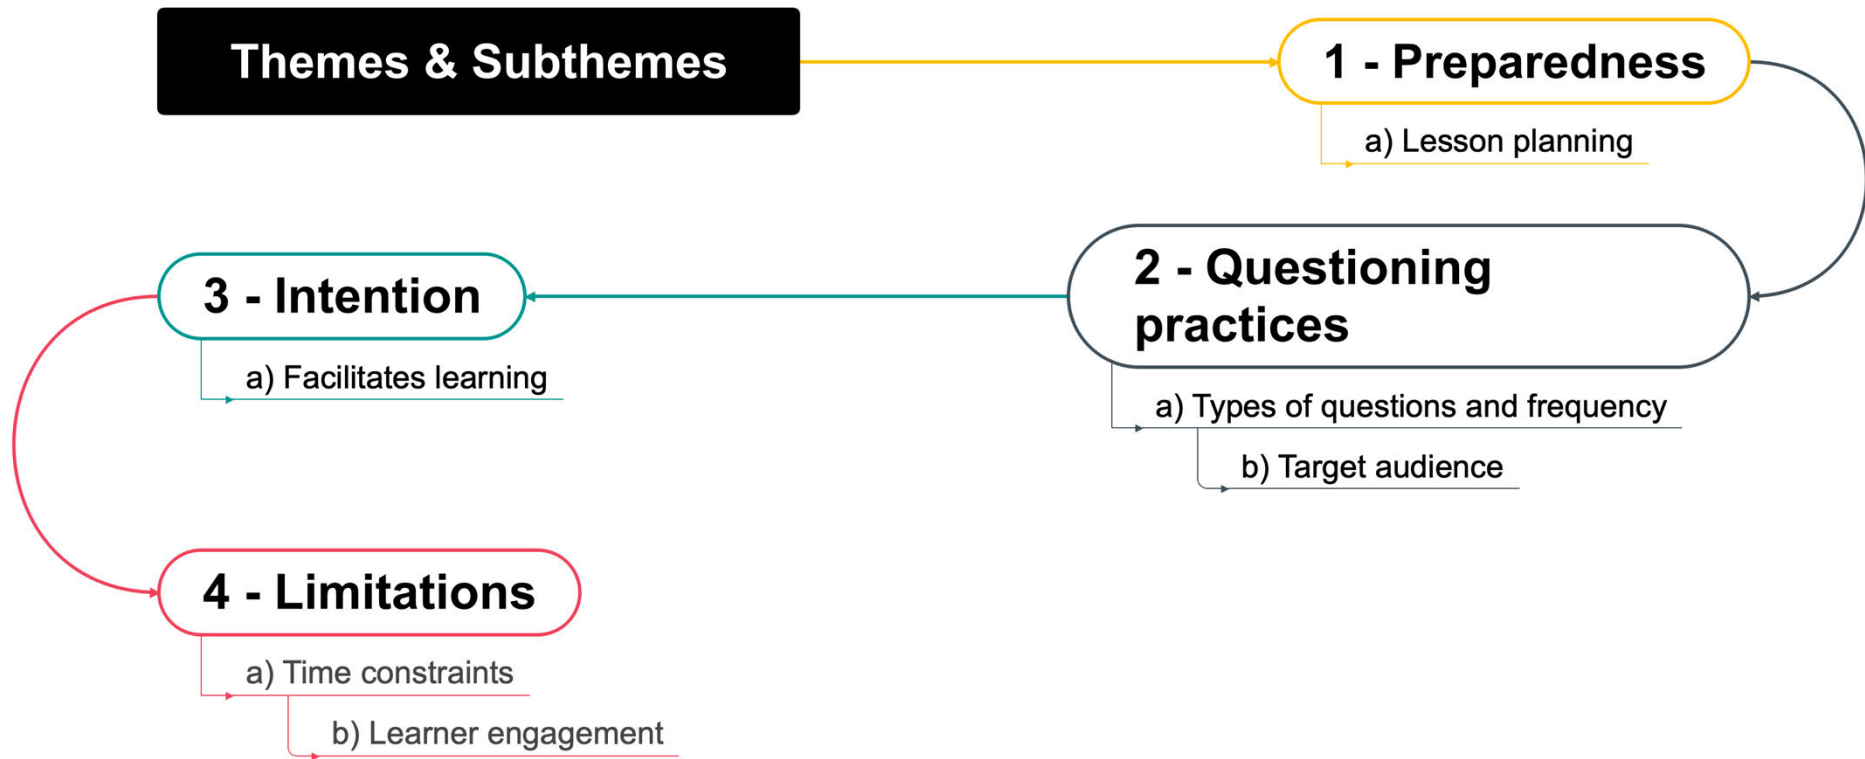 Themes & Subthemes
1 - Preparedness
a) Lesson planning
2 - Questioning
practices
a) Types of questions and frequency
b) Target audience
3 - Intention
a) Facilitates learning
4 - Limitations
a) Time constraints
b) Learner engagement